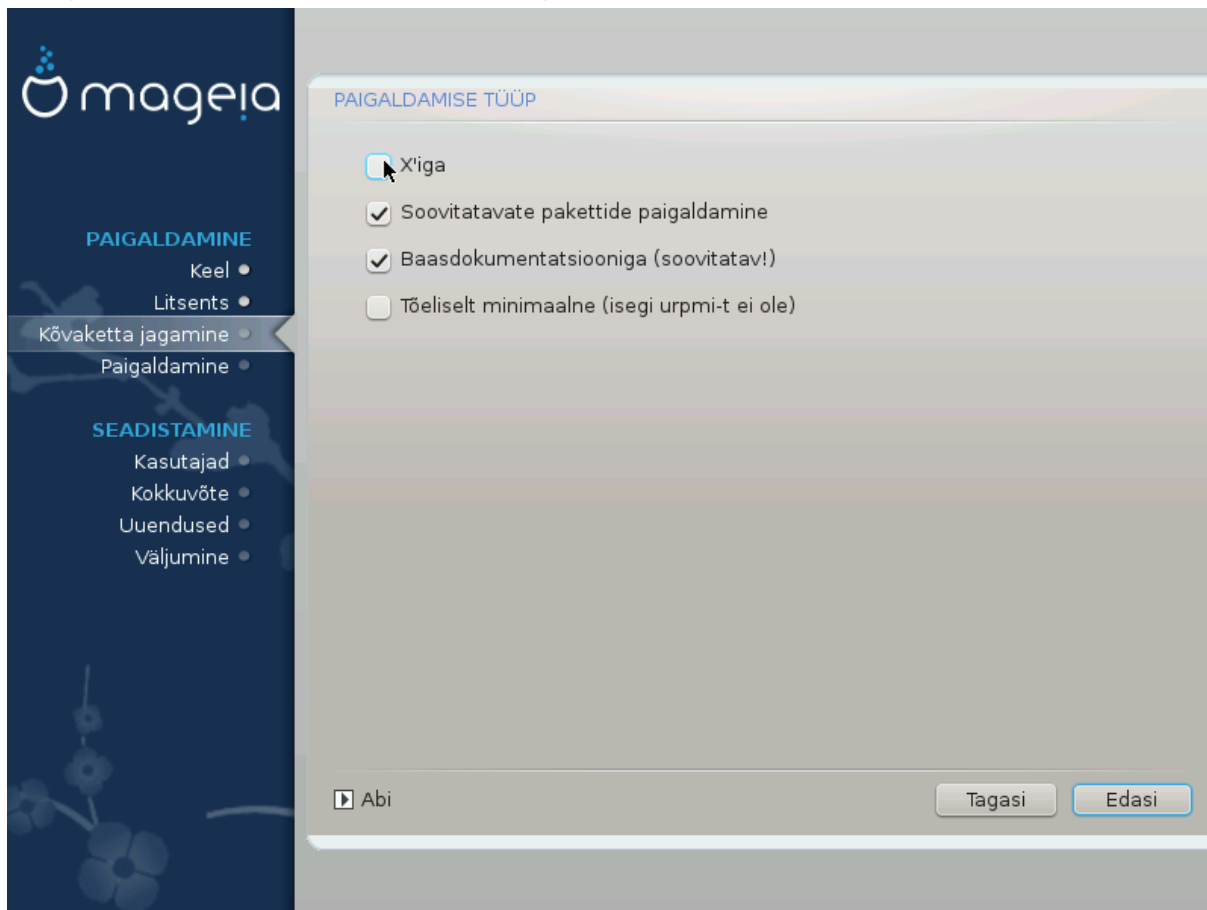 mageia
PAIGALDAMINE
Keel
Litsents
Kõvaketta jagamine
Paigaldamine
SEADISTAMINE
Kasutajad
Kokkuvõte
Uuendused
Väljumine
PAIGALDAMISE TÜÜP
X'iga
Soovitatavate pakettide paigaldamine
Baasdokumentatsiooniga (soovitatav!)
Tõeliselt minimaalne (isegi urpmi-t ei ole)
Abi
Tagasi
Edasi